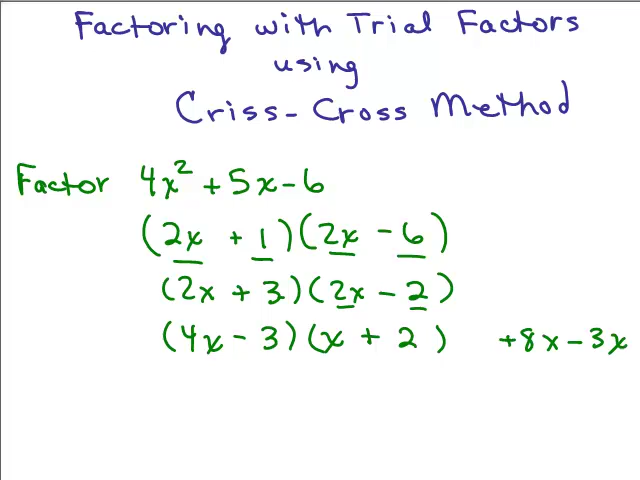 Factoring with Trial Factors
using
Criss-Cross Method
Factor 4x² + 5x - 6
(2x + 1)(2x - 6)
(2x + 3)(2x - 2)
(4x - 3)(x + 2) +8x - 3x